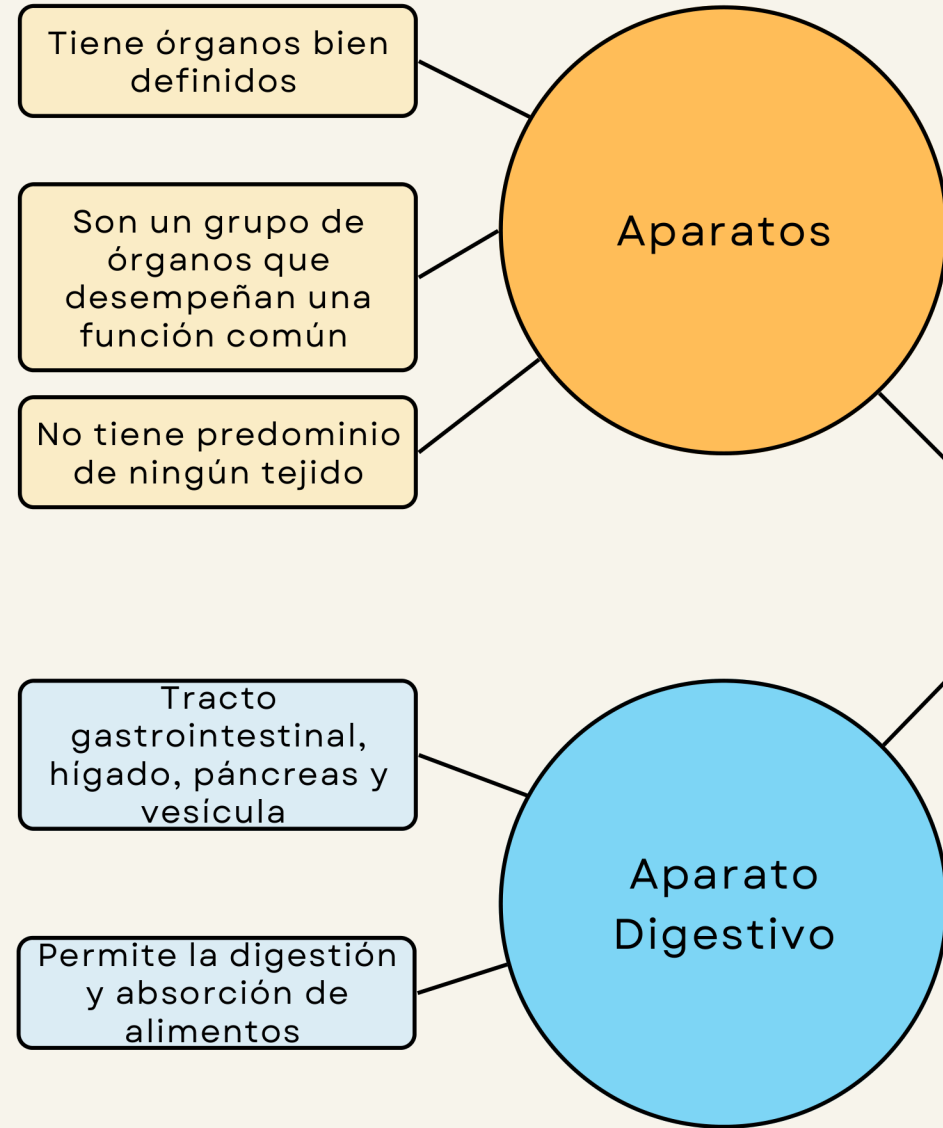 Tiene órganos bien
definidos
Son un grupo de
órganos que
desempeñan una
función común
No tiene predominio
de ningún tejido
Aparatos
Tracto
gastrointestinal,
hígado, páncreas y
vesícula
Permite la digestión
y absorción de
alimentos
Aparato
Digestivo